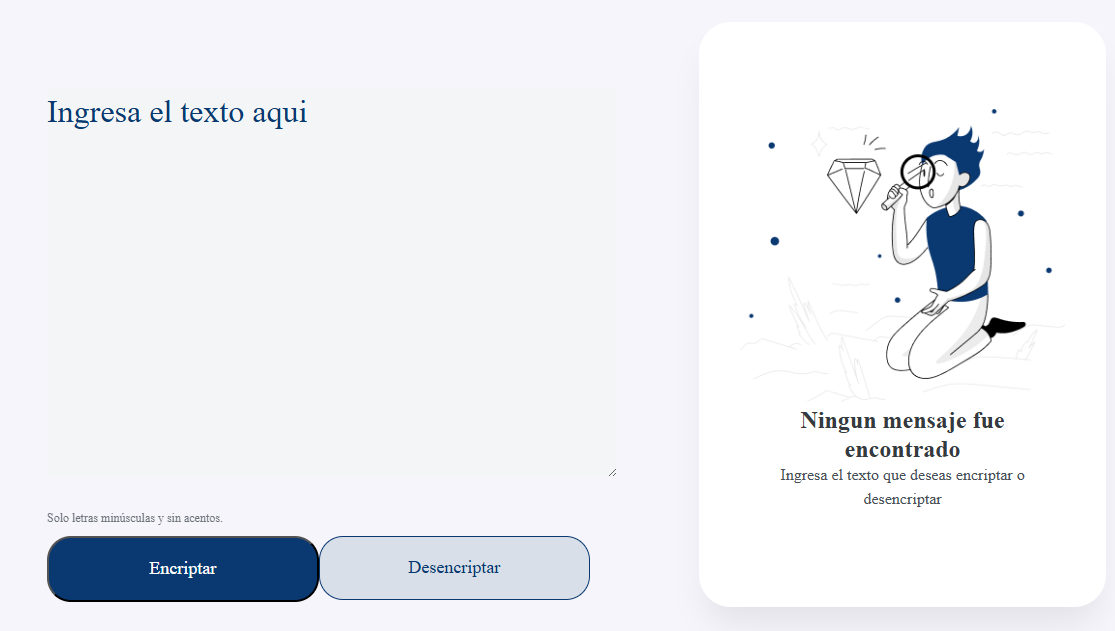 Ingresa el texto aqui
Solo letras minúsculas y sin acentos.
Encriptar
Desencriptar
Ningun mensaje fue
encontrado
Ingresa el texto que deseas encriptar o
desencriptar